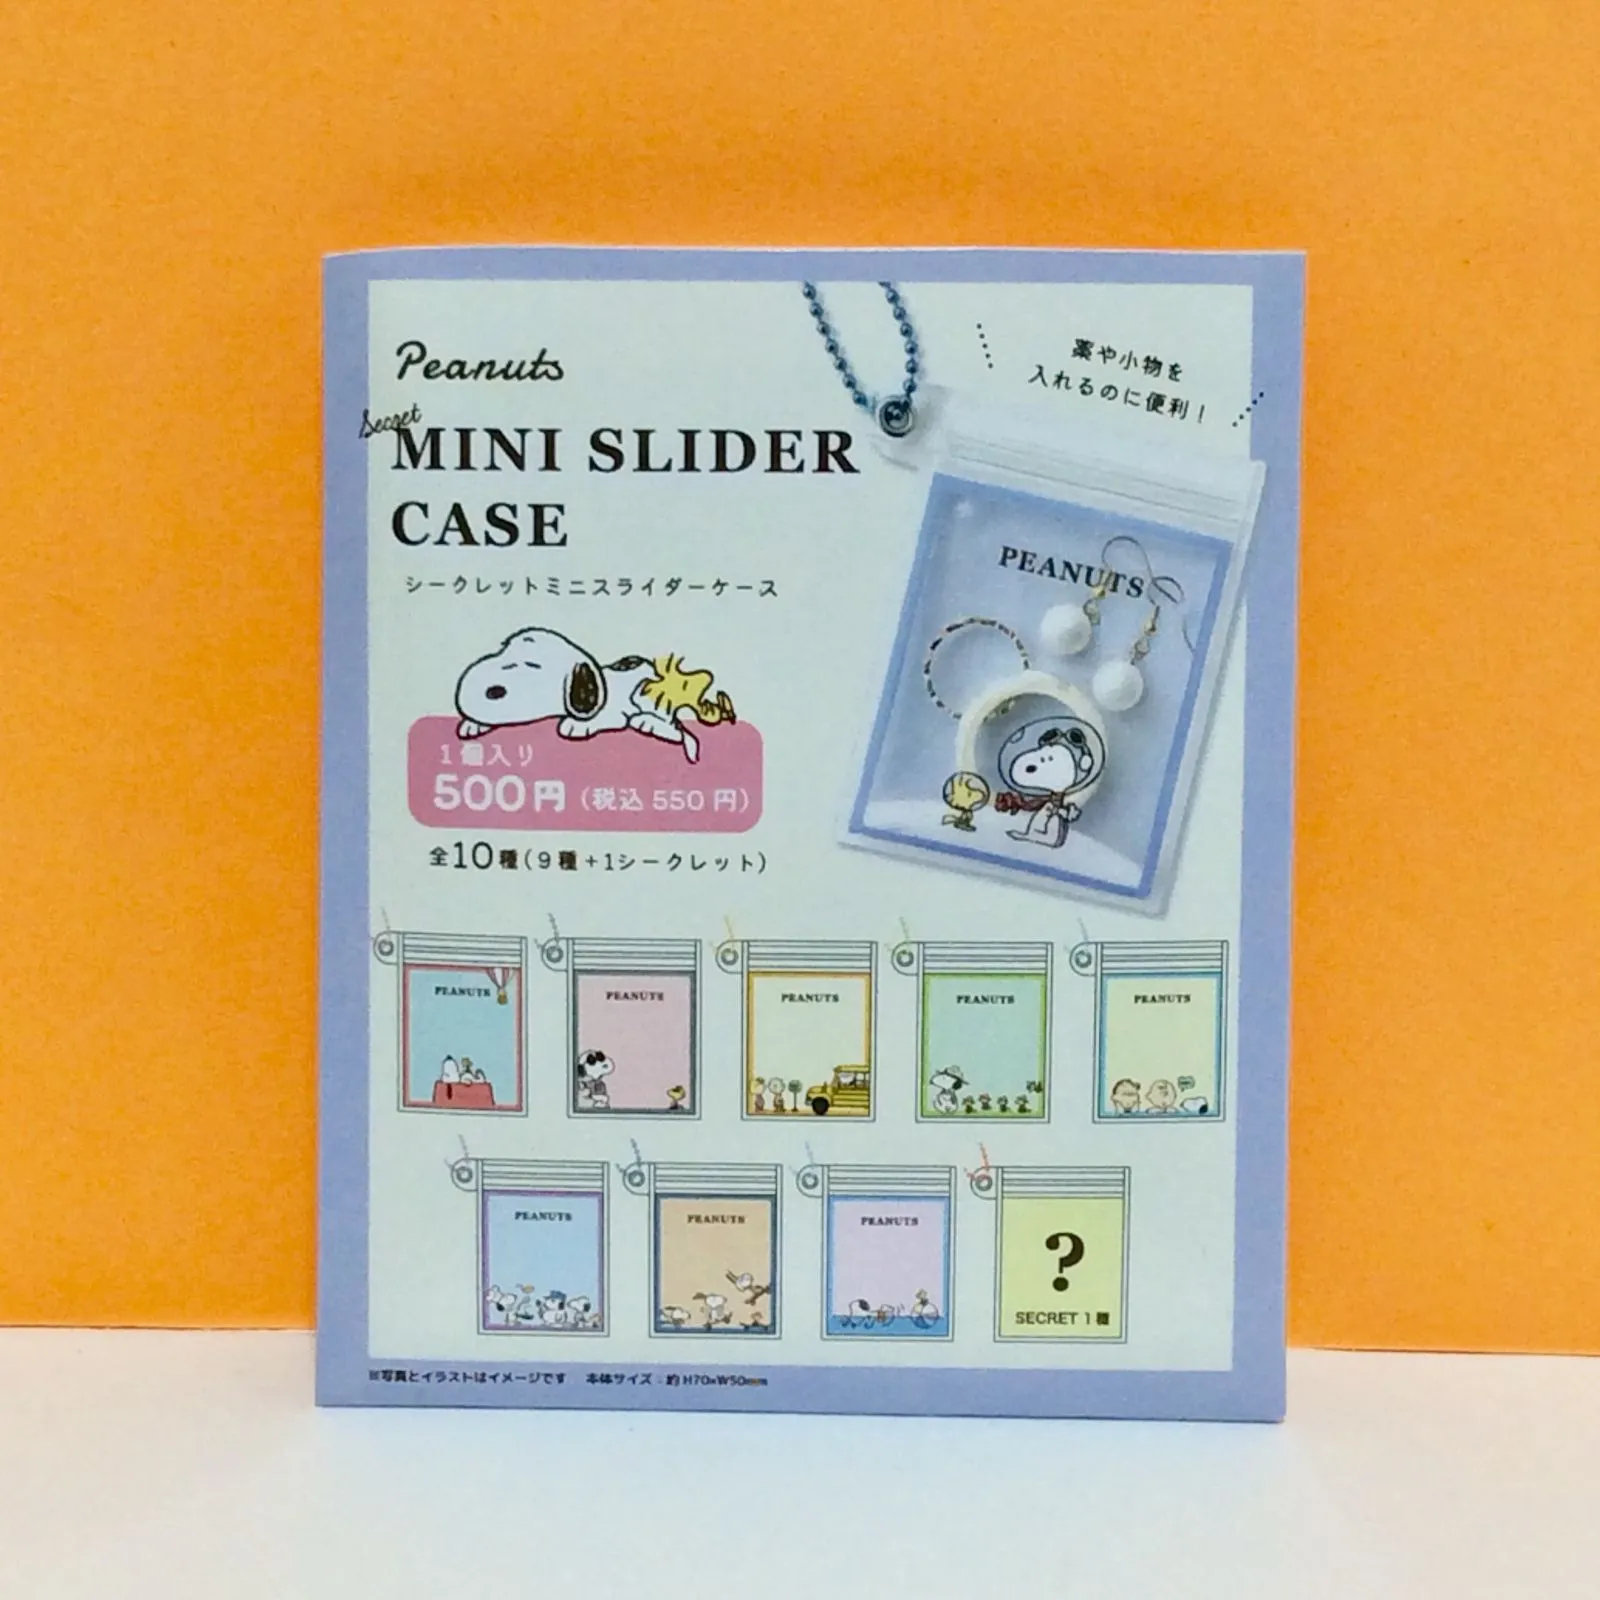 Peanuts
Secret
MINI SLIDER
CASE
シークレットミニスライダーケース
薬や小物を
入れるのに便利！
PEANUTS
1個入り
500円（税込 550 円）
全10種（9種+1シークレット）
PEANUTS
PEANUTS
PEANUTS
PEANUTS
PEANUTS
PEANUTS
PEANUTS
PEANUTS
?
SECRET 1種
※写真とイラストはイメージです 本体サイズ：約H70×W50mm